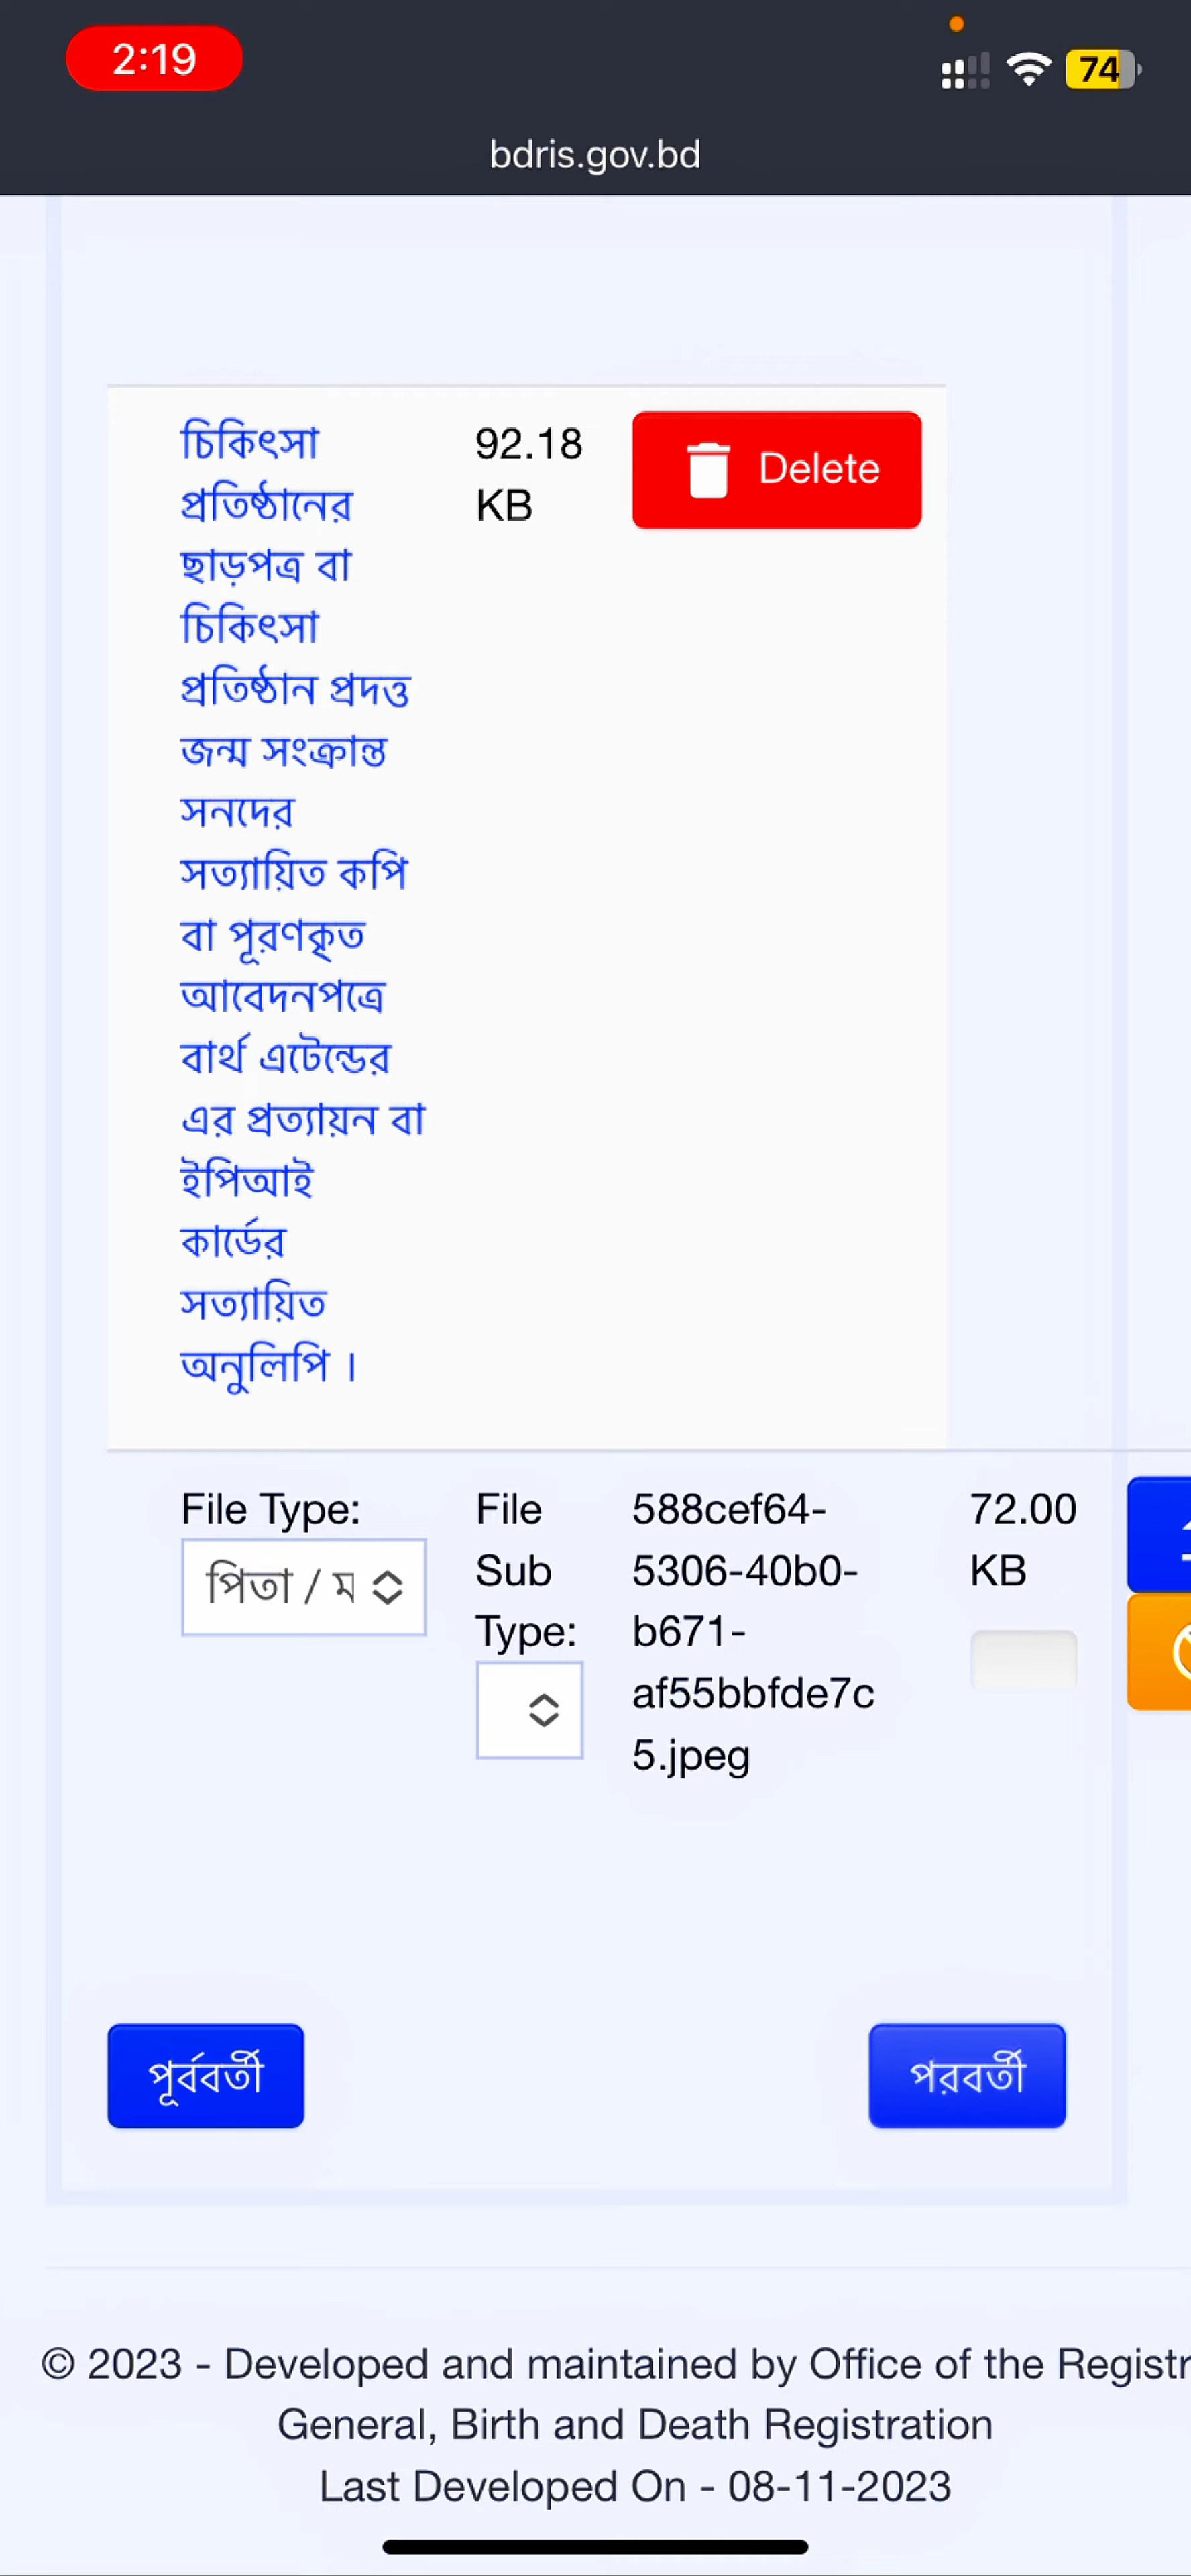 2:19
74
bdris.gov.bd
চিকিৎসা
প্রতিষ্ঠানের
ছাড়পত্র বা
চিকিৎসা
প্রতিষ্ঠান প্রদত্ত
জন্ম সংক্রান্ত
সনদের
সত্যায়িত কপি
বা পূরণকৃত
আবেদনপত্রে
বার্থ এটেন্ডের
এর প্রত্যায়ন বা
ইপিআই
কার্ডের
সত্যায়িত
অনুলিপি ।
92.18
KB
Delete
File Type:
পিতা / ম
File
Sub
Type:
588cef64-
5306-40b0-
b671-
af55bbfde7c
5.jpeg
72.00
KB
পূর্ববর্তী
পরবর্তী
© 2023 - Developed and maintained by Office of the Registr
General, Birth and Death Registration
Last Developed On - 08-11-2023